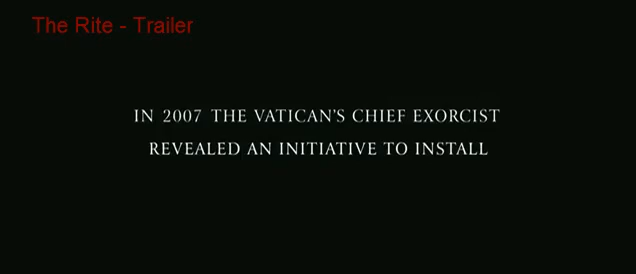 The Rite - Trailer
IN 2007 THE VATICAN'S CHIEF EXORCIST
REVEALED AN INITIATIVE TO INSTALL